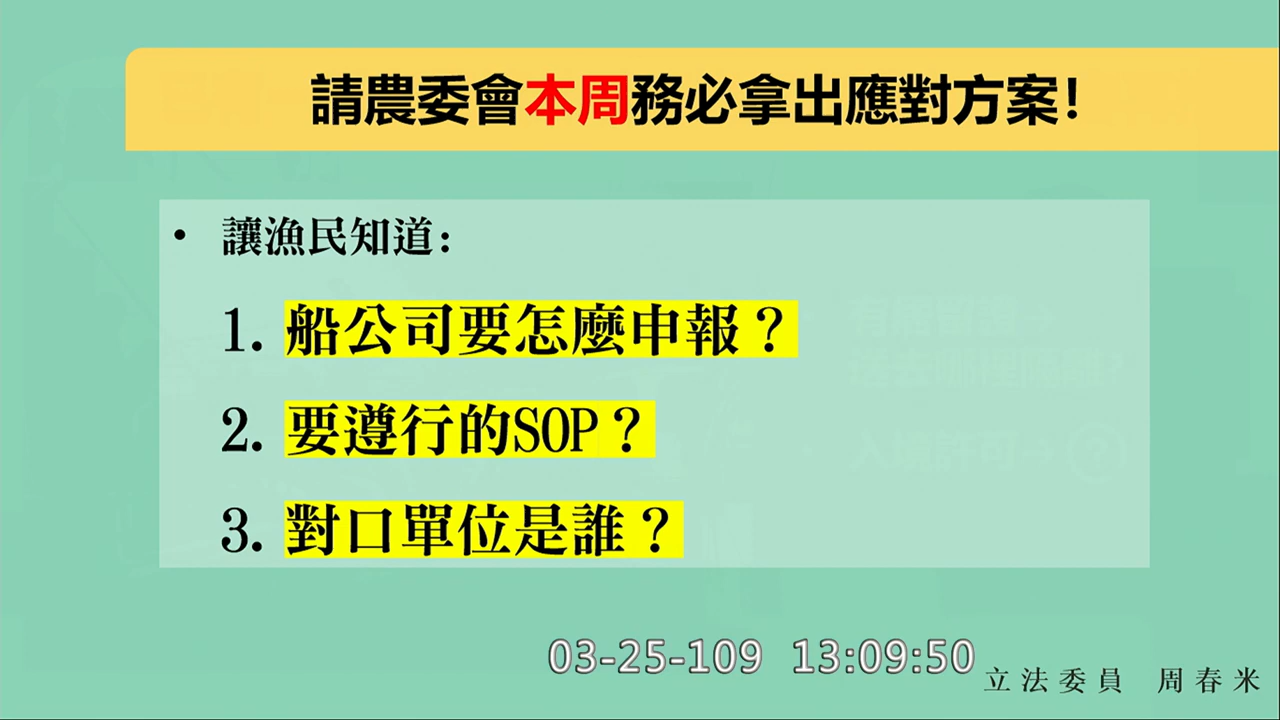 請農委會本周務必拿出應對方案！
• 讓漁民知道：
1. 船公司要怎麼申報？
2. 要遵行的SOP？
3. 對口單位是誰？
03-25-109 13:09:50
立法委員 周春米